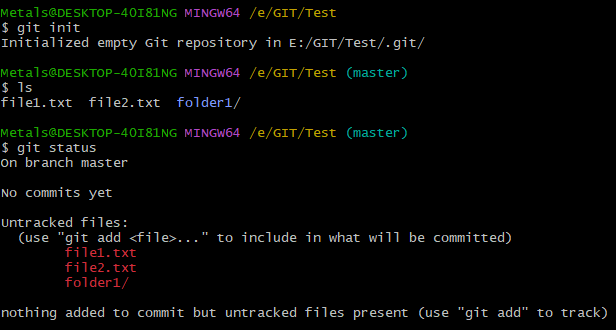 Metals@DESKTOP-40I81NG MINGW64 /e/GIT/Test
$ git init
Initialized empty Git repository in E:/GIT/Test/.git/
Metals@DESKTOP-40I81NG MINGW64 /e/GIT/Test (master)
$ ls
file1.txt  file2.txt  folder1/
Metals@DESKTOP-40I81NG MINGW64 /e/GIT/Test (master)
$ git status
On branch master
No commits yet
Untracked files:
  (use "git add <file>..." to include in what will be committed)
        file1.txt
        file2.txt
        folder1/
nothing added to commit but untracked files present (use "git add" to track)